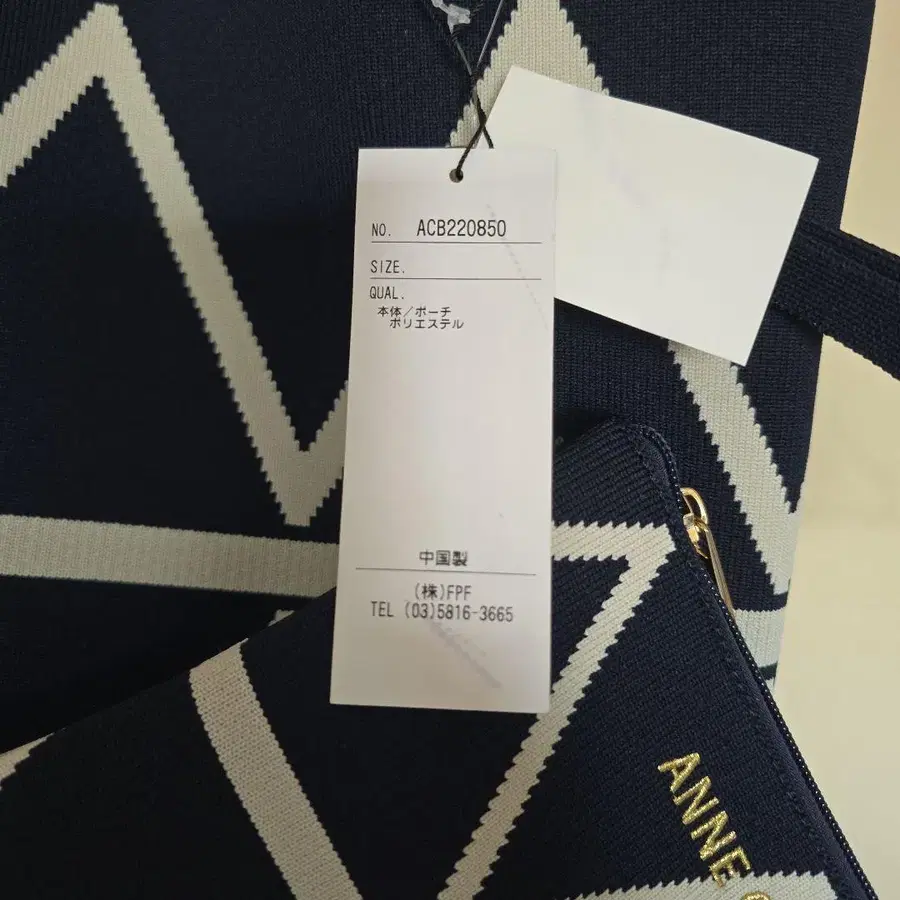 NO. ACB220850
SIZE.
QUAL.
本体/ポーチ
ポリエステル
中国製
(株)FPF
TEL (03)5816-3665
ANNE